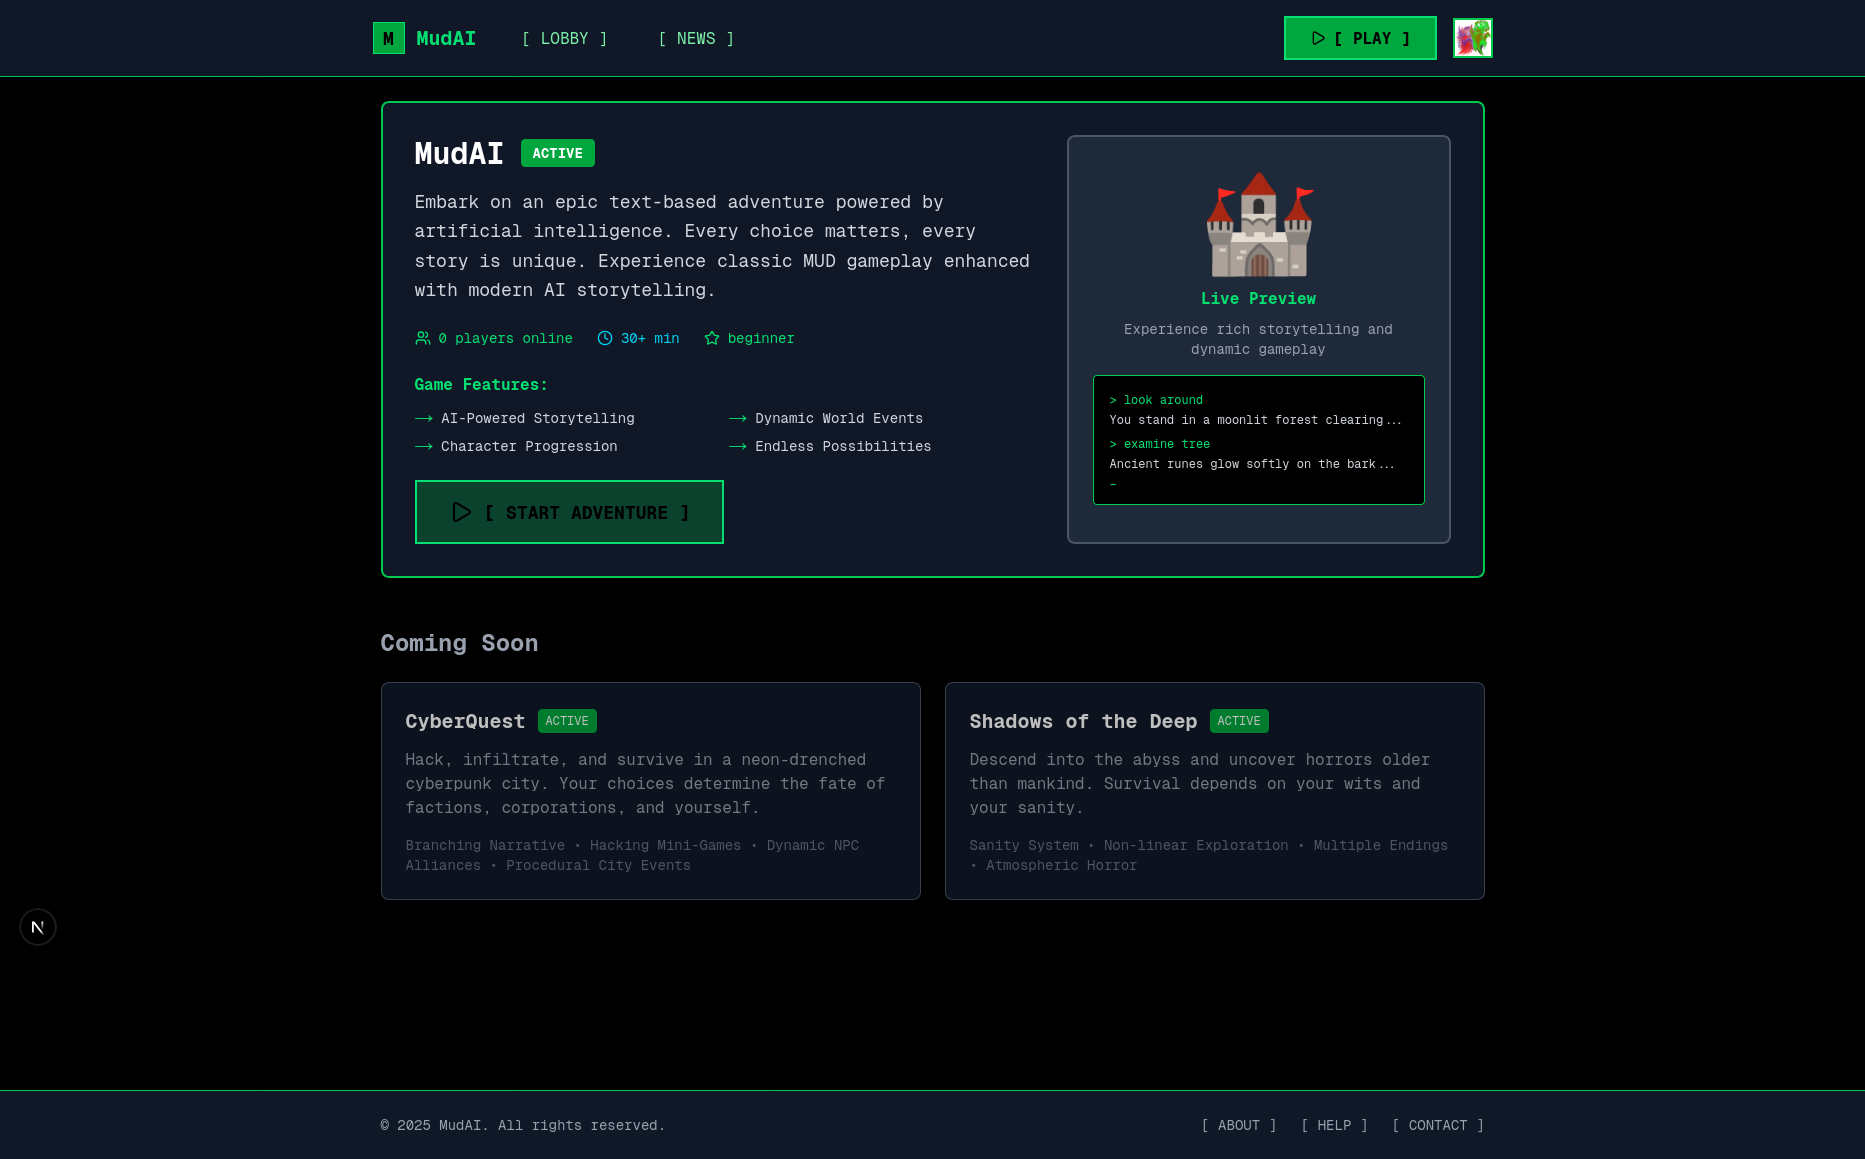 M MudAI [ LOBBY ] [ NEWS ] [ PLAY ]
MudAI ACTIVE
Embark on an epic text-based adventure powered by
artificial intelligence. Every choice matters, every
story is unique. Experience classic MUD gameplay enhanced
with modern AI storytelling.
0 players online 30+ min beginner
Game Features:
→ AI-Powered Storytelling → Dynamic World Events
→ Character Progression → Endless Possibilities
[ START ADVENTURE ]
Live Preview
Experience rich storytelling and
dynamic gameplay
> look around
You stand in a moonlit forest clearing...
> examine tree
Ancient runes glow softly on the bark...
_
Coming Soon
CyberQuest ACTIVE
Hack, infiltrate, and survive in a neon-drenched
cyberpunk city. Your choices determine the fate of
factions, corporations, and yourself.
Branching Narrative • Hacking Mini-Games • Dynamic NPC
Alliances • Procedural City Events
Shadows of the Deep ACTIVE
Descend into the abyss and uncover horrors older
than mankind. Survival depends on your wits and
your sanity.
Sanity System • Non-linear Exploration • Multiple Endings
• Atmospheric Horror
N
© 2025 MudAI. All rights reserved. [ ABOUT ] [ HELP ] [ CONTACT ]